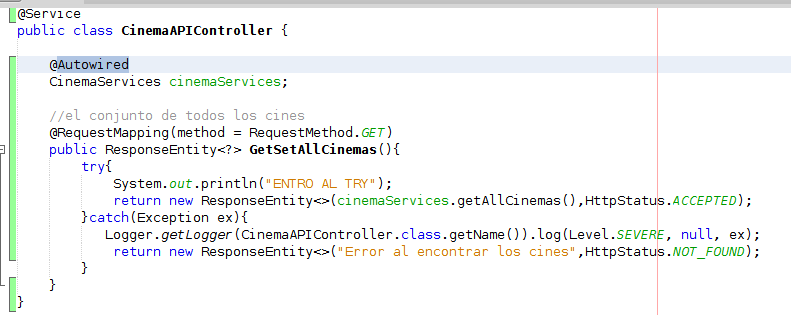 @Service
public class CinemaAPIController {
@Autowired
CinemaServices cinemaServices;
//el conjunto de todos los cines
@RequestMapping(method = RequestMethod.GET)
public ResponseEntity<?> GetSetAllCinemas(){
try{
System.out.println("ENTRO AL TRY");
return new ResponseEntity<>(cinemaServices.getAllCinemas(),HttpStatus.ACCEPTED);
}catch(Exception ex){
Logger.getLogger(CinemaAPIController.class.getName()).log(Level.SEVERE, null, ex);
return new ResponseEntity<>("Error al encontrar los cines",HttpStatus.NOT_FOUND);
}
}
}